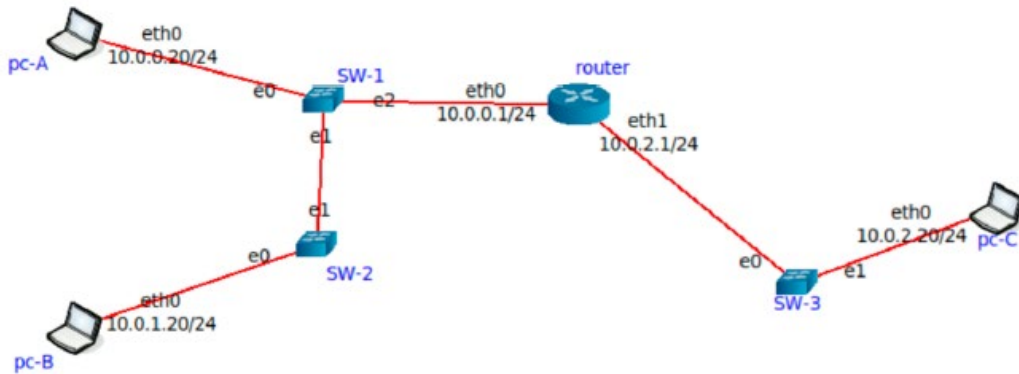 eth0
10.0.0.20/24
pc-A
SW-1
e0
e2
e1
eth0
10.0.0.1/24
router
eth1
10.0.2.1/24
e1
e0
SW-2
eth0
10.0.1.20/24
pc-B
eth0
10.0.2.20/24
pc-C
e0
e1
SW-3